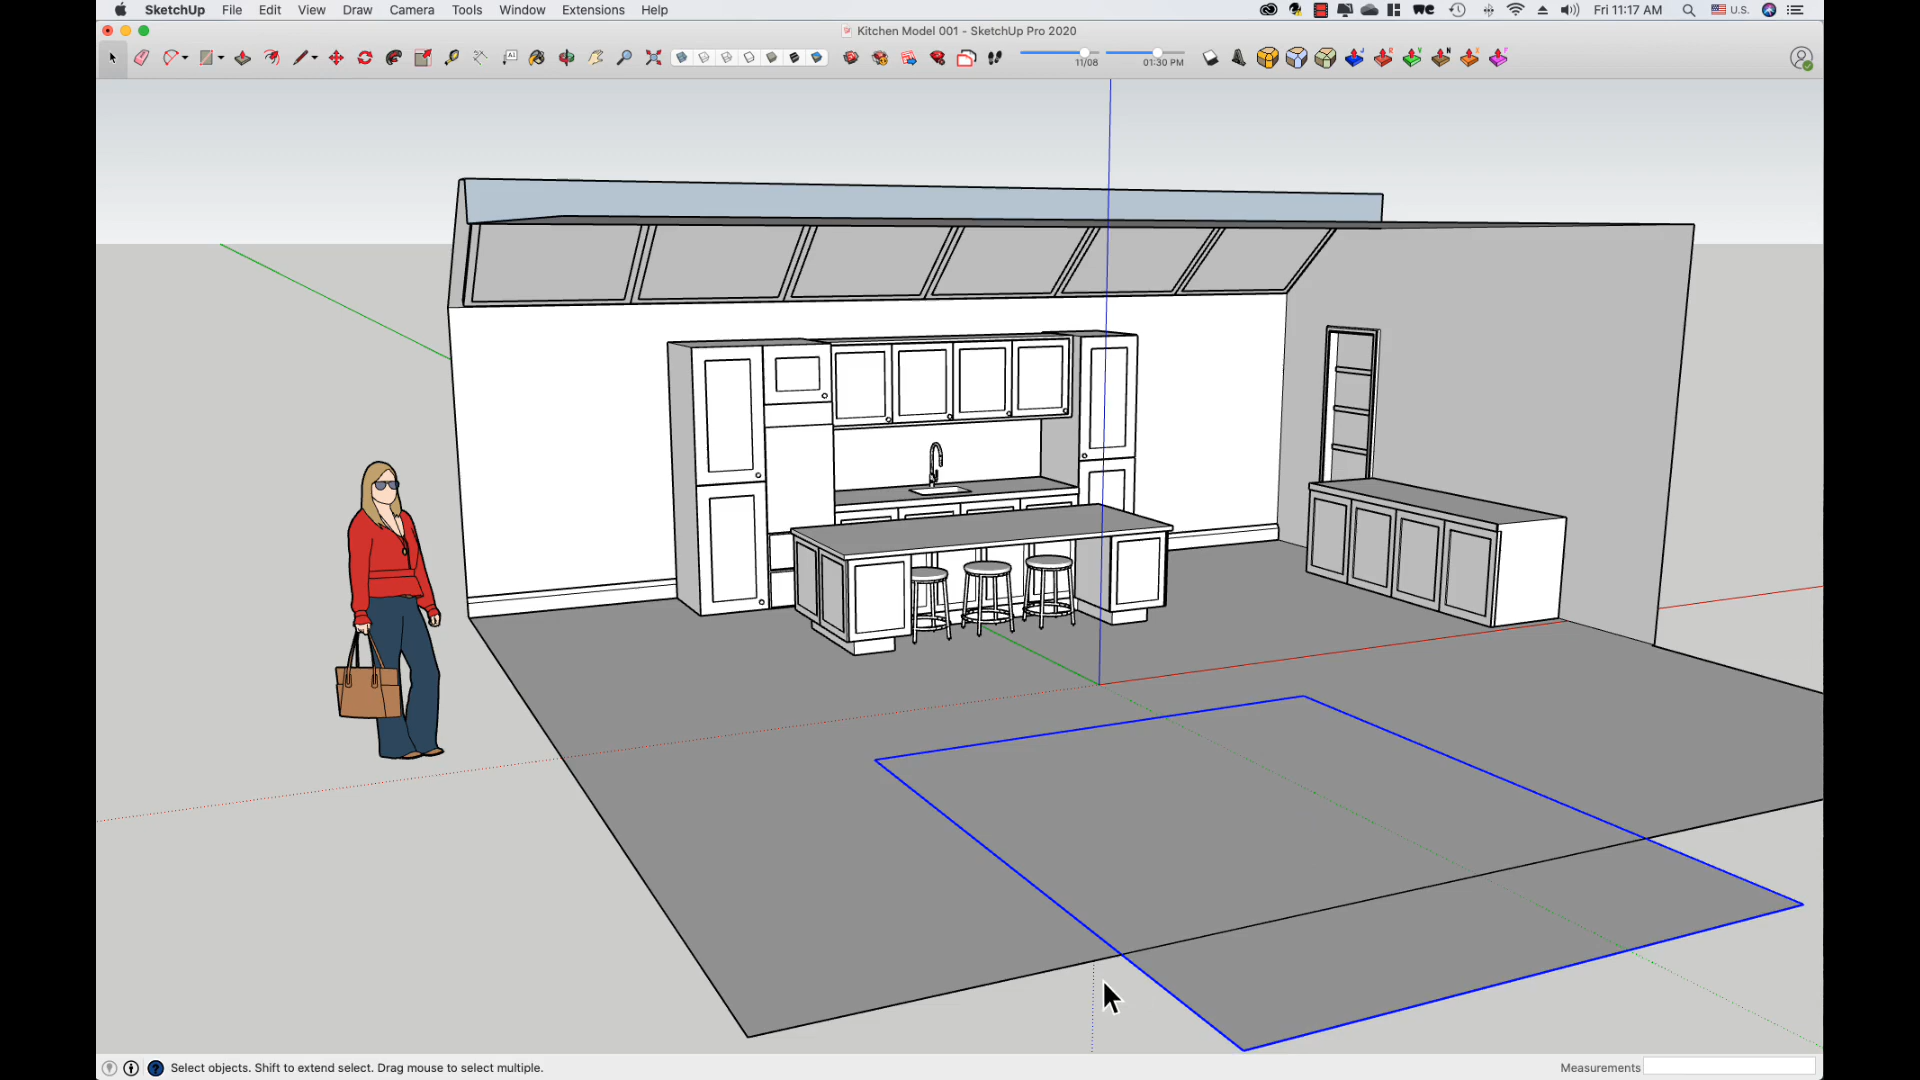 SketchUp File Edit View Draw Camera Tools Window Extensions Help
U.S. Fri 11:17 AM
Kitchen Model 001 - SketchUp Pro 2020
11/08 01:30 PM
Select objects. Shift to extend select. Drag mouse to select multiple.
Measurements